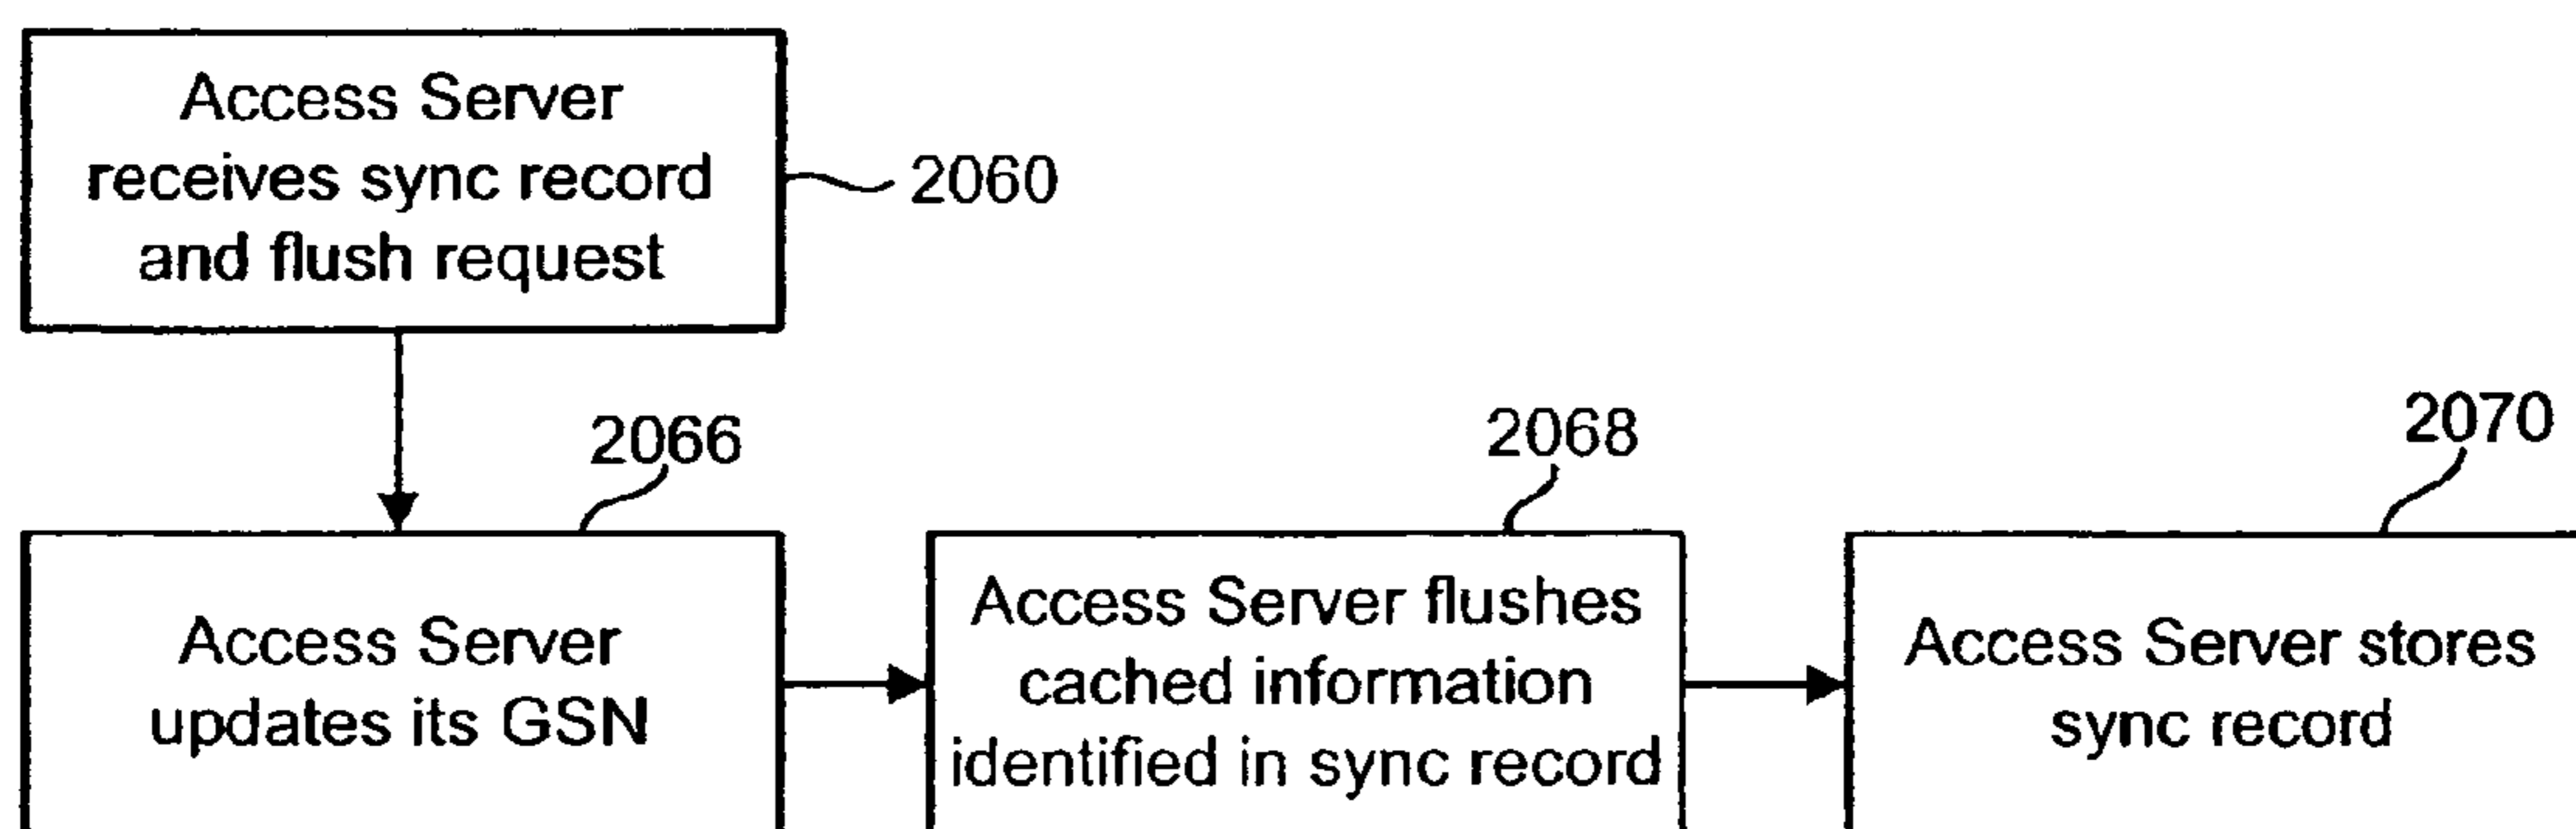 Access Server
receives sync record
and flush request
2060
2066
Access Server
updates its GSN
2068
Access Server flushes
cached information
identified in sync record
2070
Access Server stores
sync record